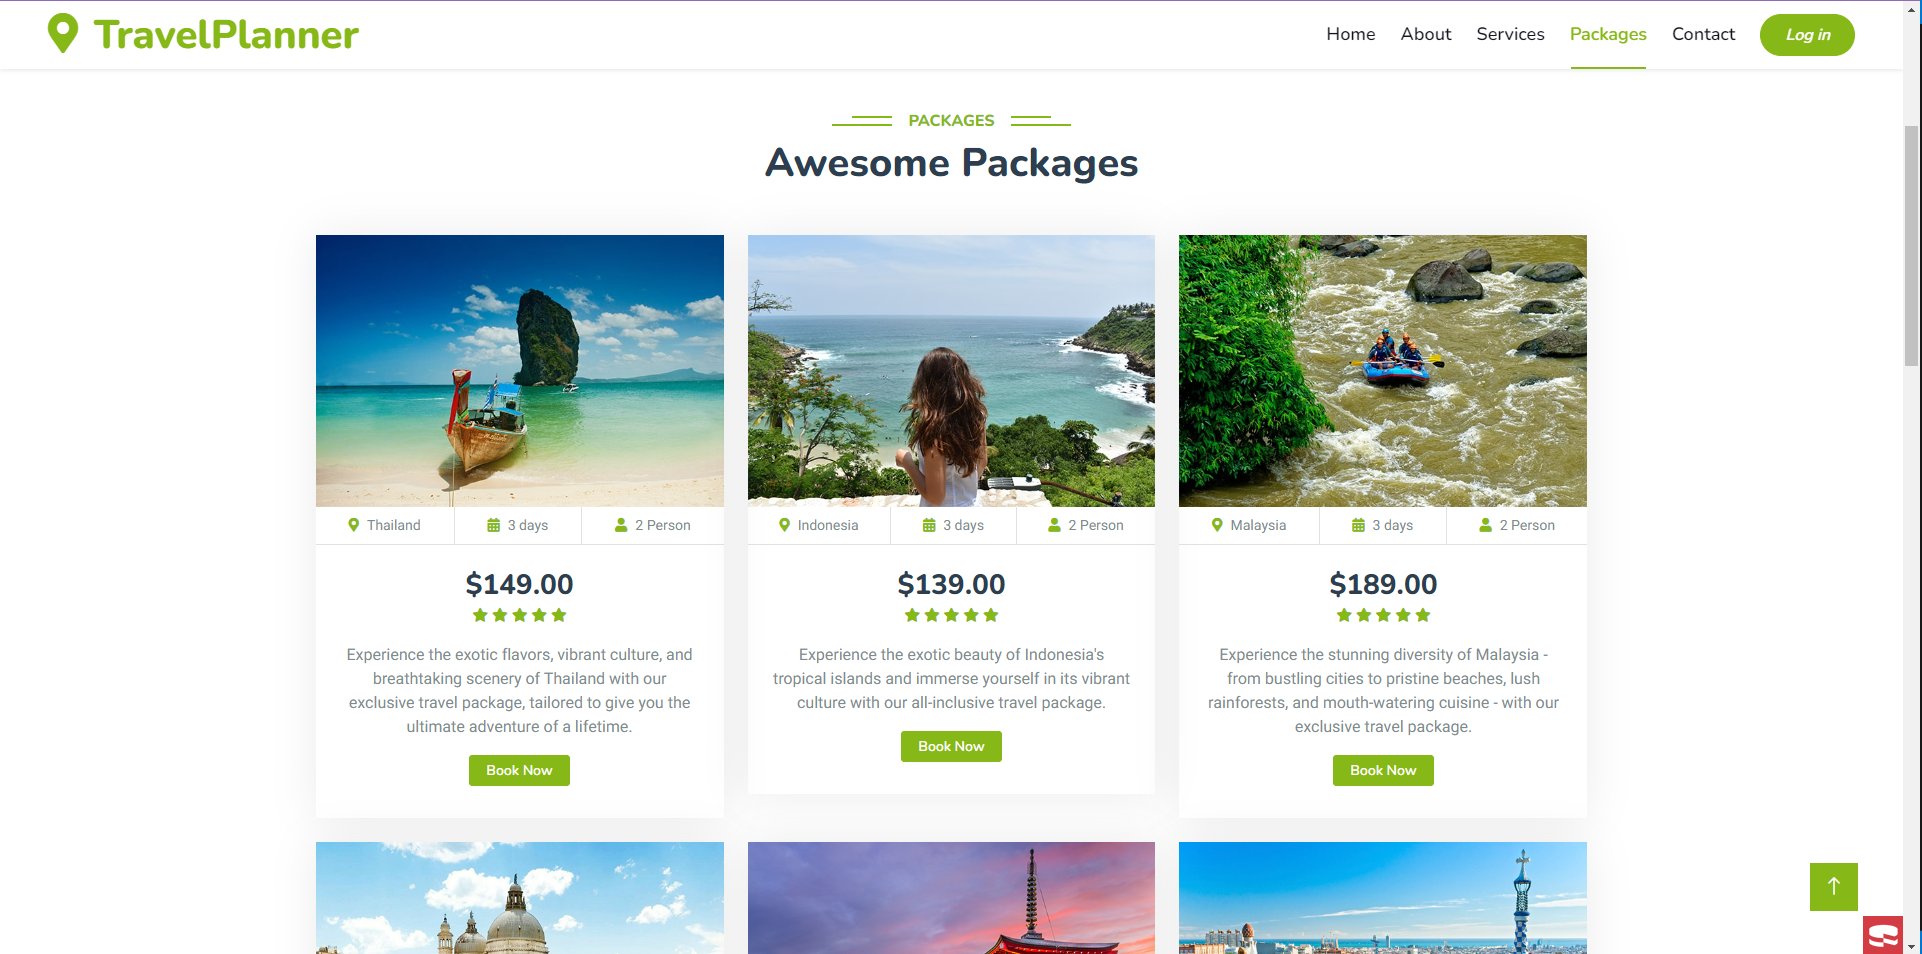 TravelPlanner
Home About Services Packages Contact Log in
PACKAGES
Awesome Packages
Thailand 3 days 2 Person
$149.00
Experience the exotic flavors, vibrant culture, and
breathtaking scenery of Thailand with our
exclusive travel package, tailored to give you the
ultimate adventure of a lifetime.
Book Now
Indonesia 3 days 2 Person
$139.00
Experience the exotic beauty of Indonesia's
tropical islands and immerse yourself in its vibrant
culture with our all-inclusive travel package.
Book Now
Malaysia 3 days 2 Person
$189.00
Experience the stunning diversity of Malaysia -
from bustling cities to pristine beaches, lush
rainforests, and mouth-watering cuisine - with our
exclusive travel package.
Book Now